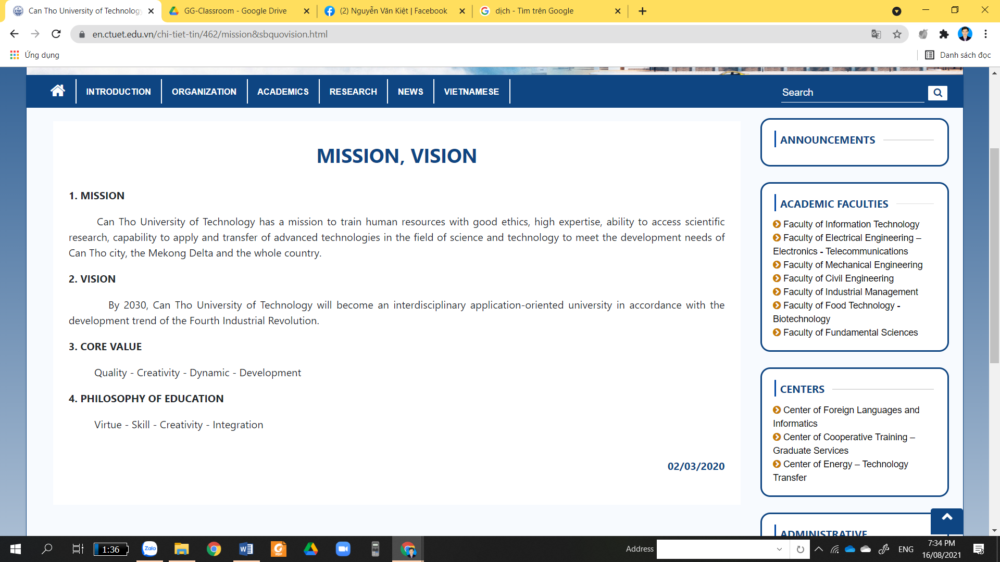 Can Tho University of Technology
GG-Classroom - Google Drive
(2) Nguyễn Văn Kiệt | Facebook
dịch - Tìm trên Google
en.ctuet.edu.vn/chi-tiet-tin/462/mission&sbquovision.html
Ứng dụng
Danh sách đọc
INTRODUCTION
ORGANIZATION
ACADEMICS
RESEARCH
NEWS
VIETNAMESE
Search
MISSION, VISION
1. MISSION
Can Tho University of Technology has a mission to train human resources with good ethics, high expertise, ability to access scientific
research, capability to apply and transfer of advanced technologies in the field of science and technology to meet the development needs of
Can Tho city, the Mekong Delta and the whole country.
2. VISION
By 2030, Can Tho University of Technology will become an interdisciplinary application-oriented university in accordance with the
development trend of the Fourth Industrial Revolution.
3. CORE VALUE
Quality - Creativity - Dynamic - Development
4. PHILOSOPHY OF EDUCATION
Virtue - Skill - Creativity - Integration
02/03/2020
ANNOUNCEMENTS
ACADEMIC FACULTIES
Faculty of Information Technology
Faculty of Electrical Engineering –
Electronics - Telecommunications
Faculty of Mechanical Engineering
Faculty of Civil Engineering
Faculty of Industrial Management
Faculty of Food Technology -
Biotechnology
Faculty of Fundamental Sciences
CENTERS
Center of Foreign Languages and
Informatics
Center of Cooperative Training –
Graduate Services
Center of Energy – Technology
Transfer
ADMINISTRATIVE
1:36
Zalo
PDF
Address
ENG
7:34 PM
16/08/2021